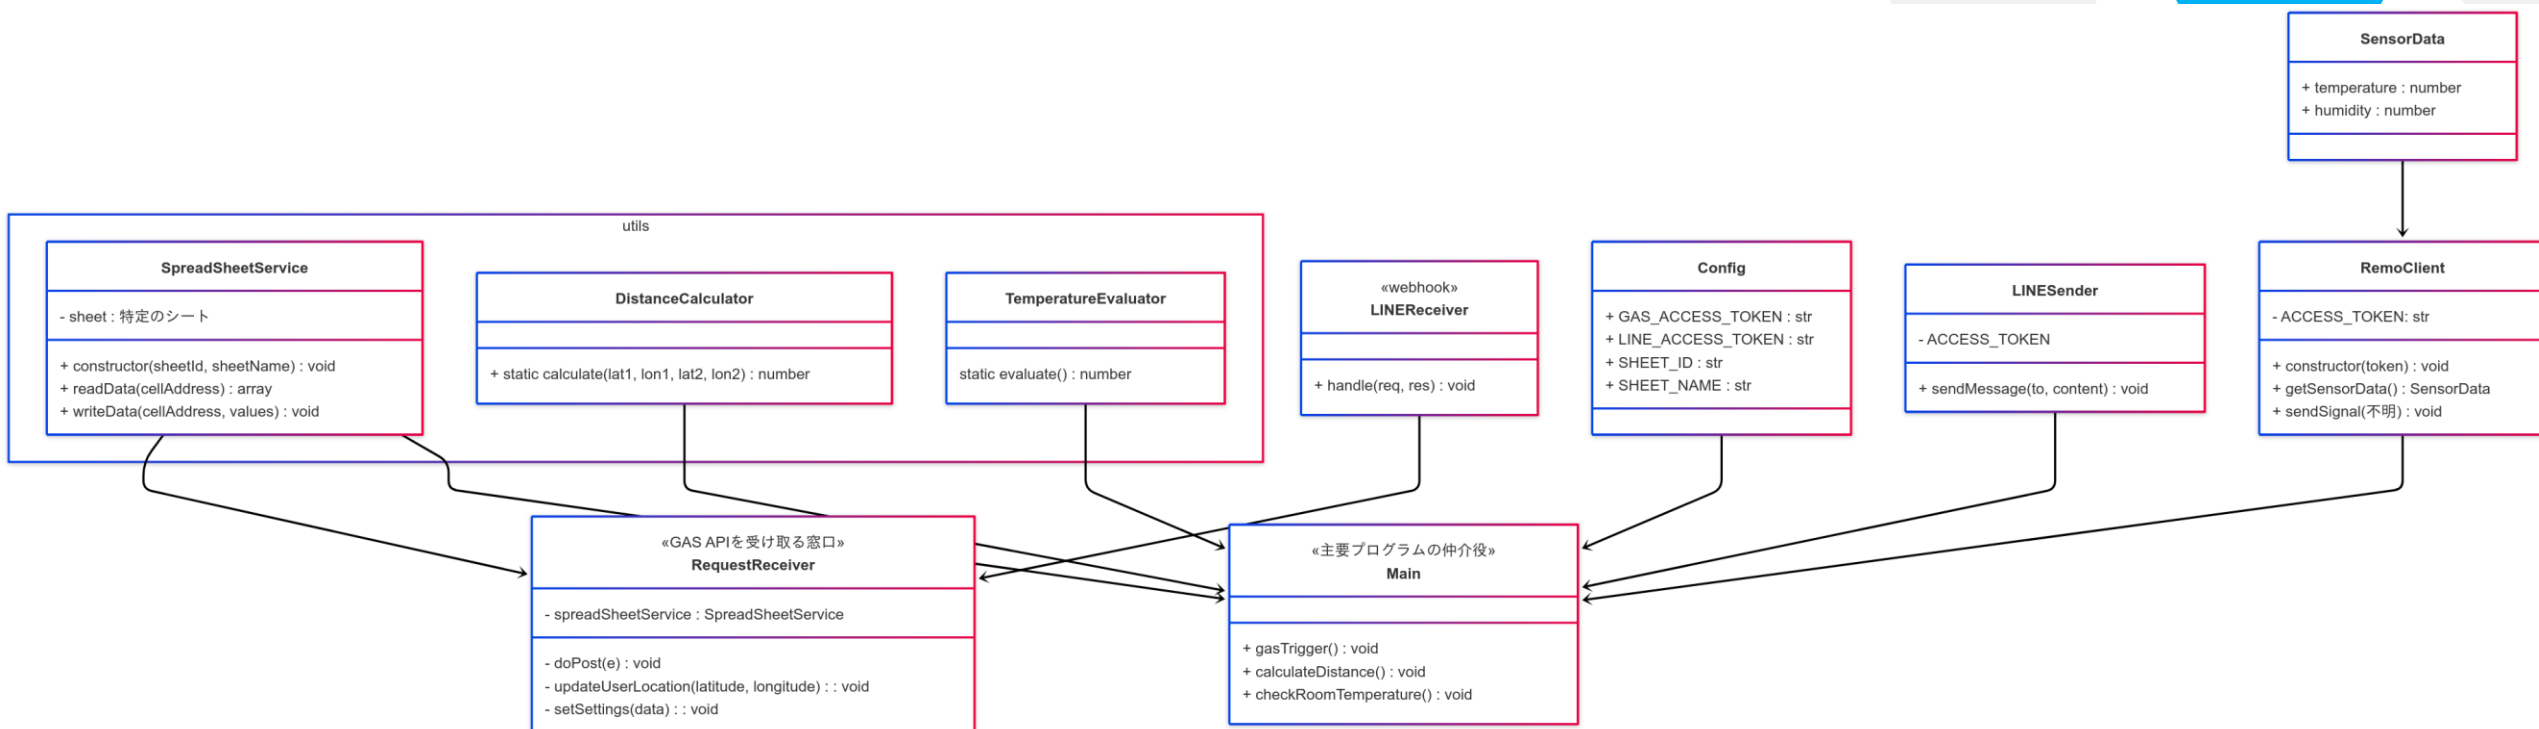 SensorData
+ temperature : number
+ humidity : number
utils
SpreadSheetService
- sheet : 特定のシート
+ constructor(sheetId, sheetName) : void
+ readData(cellAddress) : array
+ writeData(cellAddress, values) : void
DistanceCalculator
+ static calculate(lat1, lon1, lat2, lon2) : number
TemperatureEvaluator
static evaluate() : number
«webhook»
LINEReceiver
+ handle(req, res) : void
Config
+ GAS_ACCESS_TOKEN : str
+ LINE_ACCESS_TOKEN : str
+ SHEET_ID : str
+ SHEET_NAME : str
LINESender
- ACCESS_TOKEN
+ sendMessage(to, content) : void
RemoClient
- ACCESS_TOKEN: str
+ constructor(token) : void
+ getSensorData() : SensorData
+ sendSignal(不明) : void
«GAS APIを受け取る窓口»
RequestReceiver
- spreadSheetService : SpreadSheetService
- doPost(e) : void
- updateUserLocation(latitude, longitude) : : void
- setSettings(data) : : void
«主要プログラムの仲介役»
Main
+ gasTrigger() : void
+ calculateDistance() : void
+ checkRoomTemperature() : void